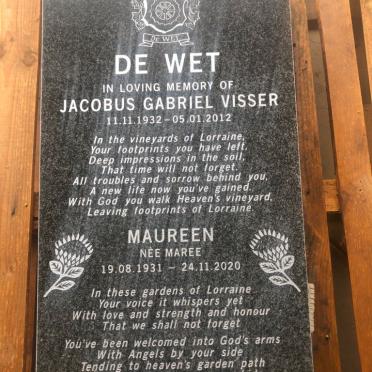 DE WET
DE WET
IN LOVING MEMORY OF
JACOBUS GABRIEL VISSER
11.11.1932 – 05.01.2012
In the vineyards of Lorraine,
Your footprints you have left,
Deep impressions in the soil,
That time will not forget.
All troubles and sorrow behind you,
A new life now you've gained.
With God you walk Heaven's vineyard,
Leaving footprints of Lorraine.
MAUREEN
NÉE MAREE
19.08.1931 – 24.11.2020
In these gardens of Lorraine
Your voice it whispers yet
With love and strength and honour
That we shall not forget
You've been welcomed into God's arms
With Angels by your side
Tending to heaven's garden path